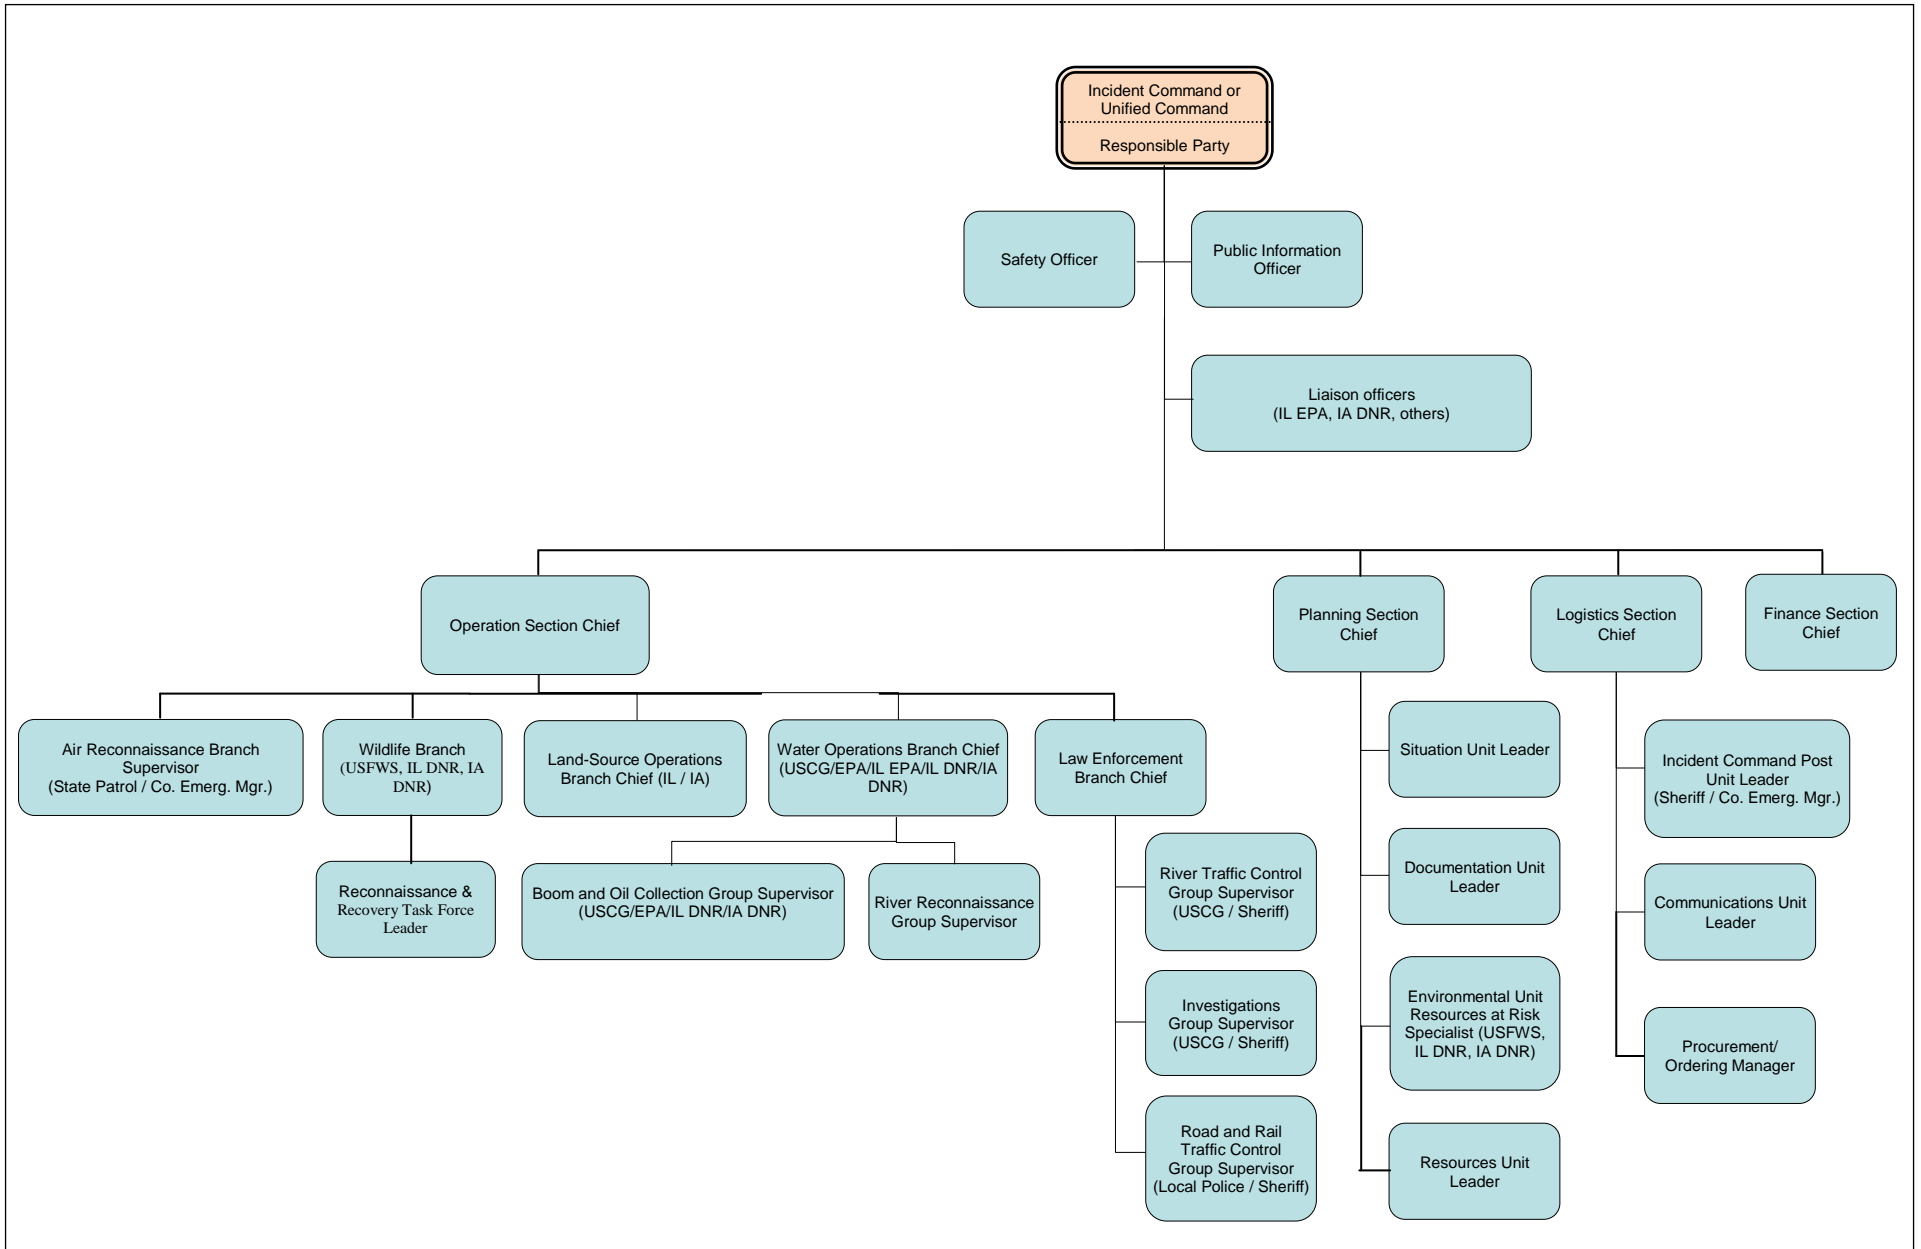 Incident Command or
Unified Command
Responsible Party
Safety Officer
Public Information
Officer
Liaison officers
(IL EPA, IA DNR, others)
Operation Section Chief
Planning Section
Chief
Logistics Section
Chief
Finance Section
Chief
Air Reconnaissance Branch
Supervisor
(State Patrol / Co. Emerg. Mgr.)
Wildlife Branch
(USFWS, IL DNR, IA
DNR)
Land-Source Operations
Branch Chief (IL / IA)
Water Operations Branch Chief
(USCG/EPA/IL EPA/IL DNR/IA
DNR)
Law Enforcement
Branch Chief
Reconnaissance &
Recovery Task Force
Leader
Boom and Oil Collection Group Supervisor
(USCG/EPA/IL DNR/IA DNR)
River Reconnaissance
Group Supervisor
River Traffic Control
Group Supervisor
(USCG / Sheriff)
Investigations
Group Supervisor
(USCG / Sheriff)
Road and Rail
Traffic Control
Group Supervisor
(Local Police / Sheriff)
Situation Unit Leader
Documentation Unit
Leader
Environmental Unit
Resources at Risk
Specialist (USFWS,
IL DNR, IA DNR)
Resources Unit
Leader
Incident Command Post
Unit Leader
(Sheriff / Co. Emerg. Mgr.)
Communications Unit
Leader
Procurement/
Ordering Manager